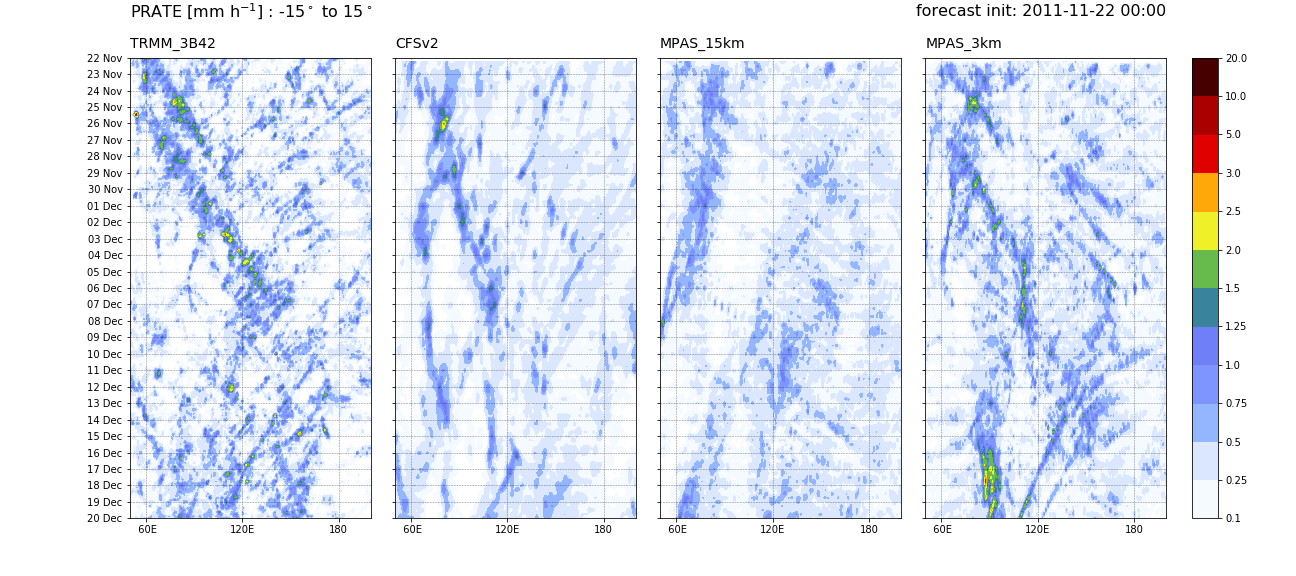 PRATE [mm h⁻¹] : -15° to 15°
forecast init: 2011-11-22 00:00
TRMM_3B42
CFSv2
MPAS_15km
MPAS_3km
22 Nov
23 Nov
24 Nov
25 Nov
26 Nov
27 Nov
28 Nov
29 Nov
30 Nov
01 Dec
02 Dec
03 Dec
04 Dec
05 Dec
06 Dec
07 Dec
08 Dec
09 Dec
10 Dec
11 Dec
12 Dec
13 Dec
14 Dec
15 Dec
16 Dec
17 Dec
18 Dec
19 Dec
20 Dec
60E 120E 180
60E 120E 180
60E 120E 180
60E 120E 180
20.0
10.0
5.0
3.0
2.5
2.0
1.5
1.25
1.0
0.75
0.5
0.25
0.1